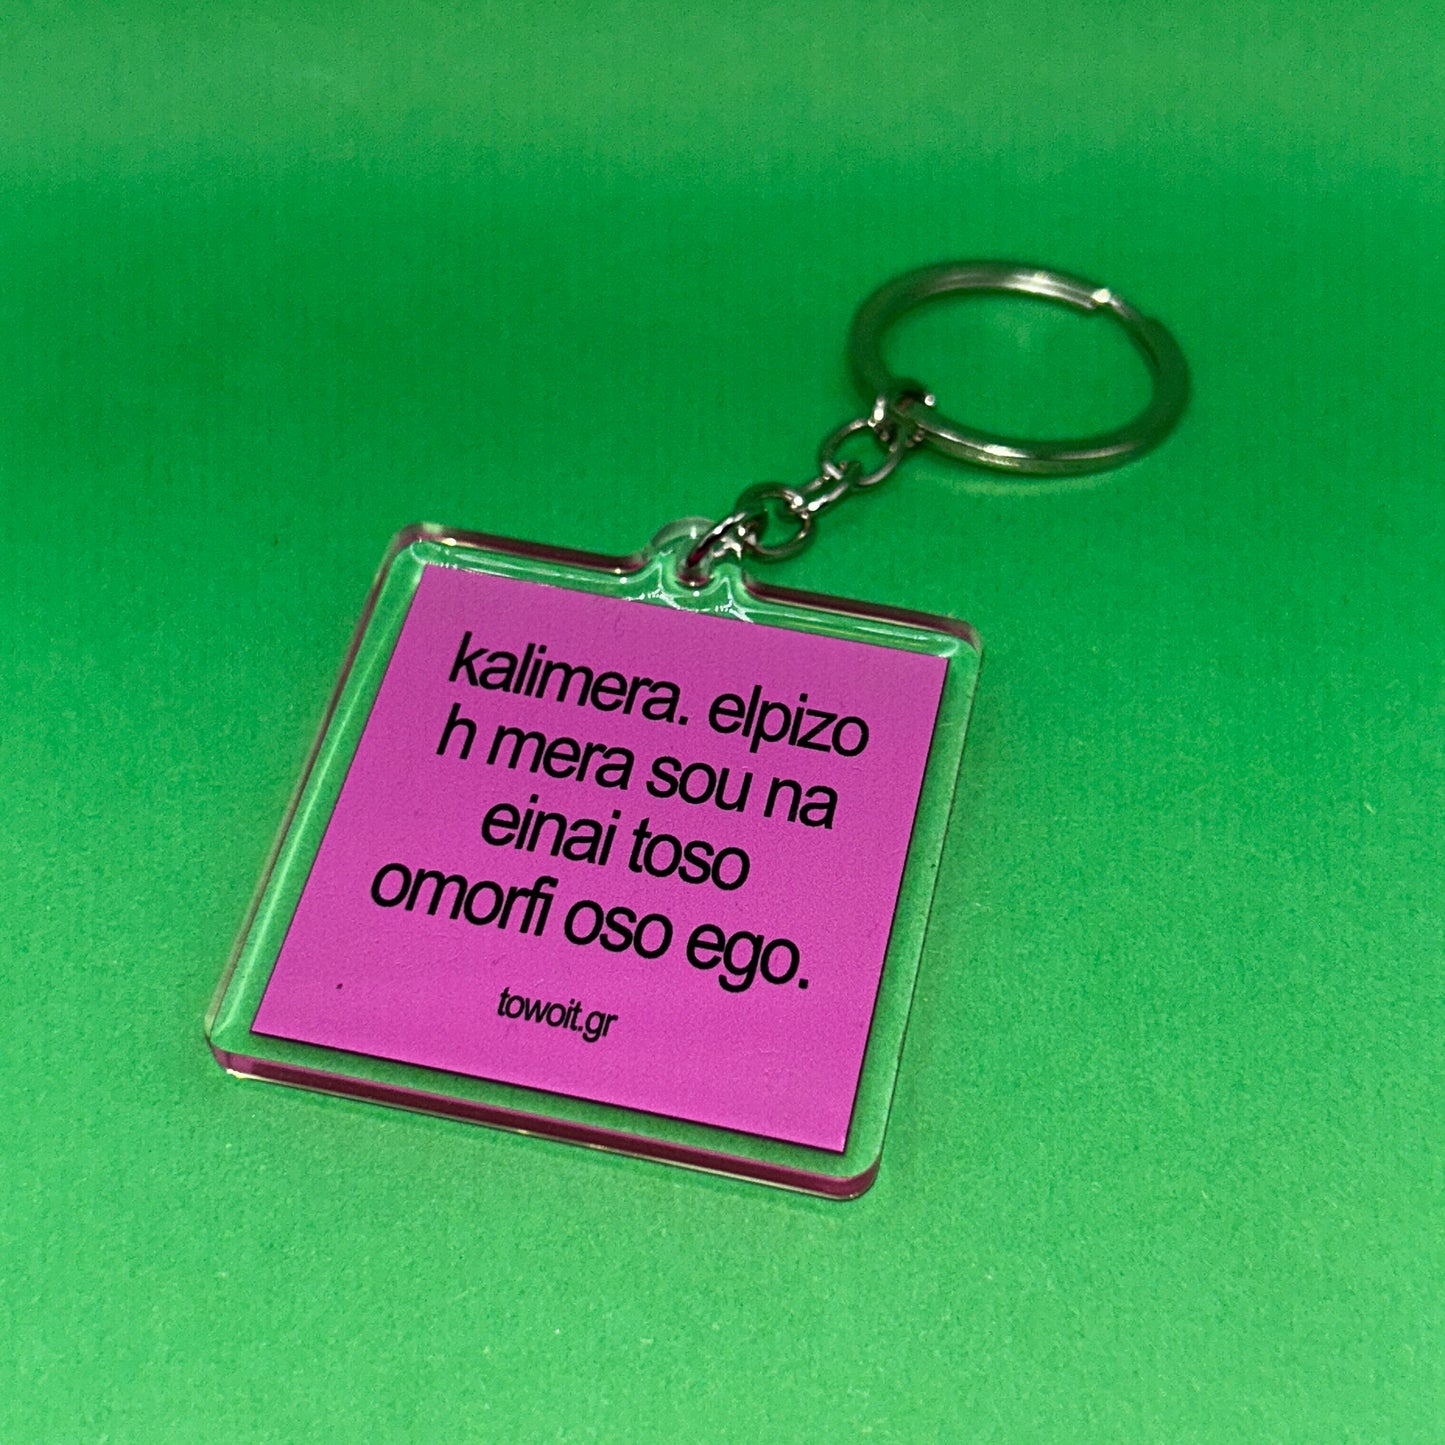 kalimera. elpizo
h mera sou na
einai toso
omorfi oso ego.
towoit.gr